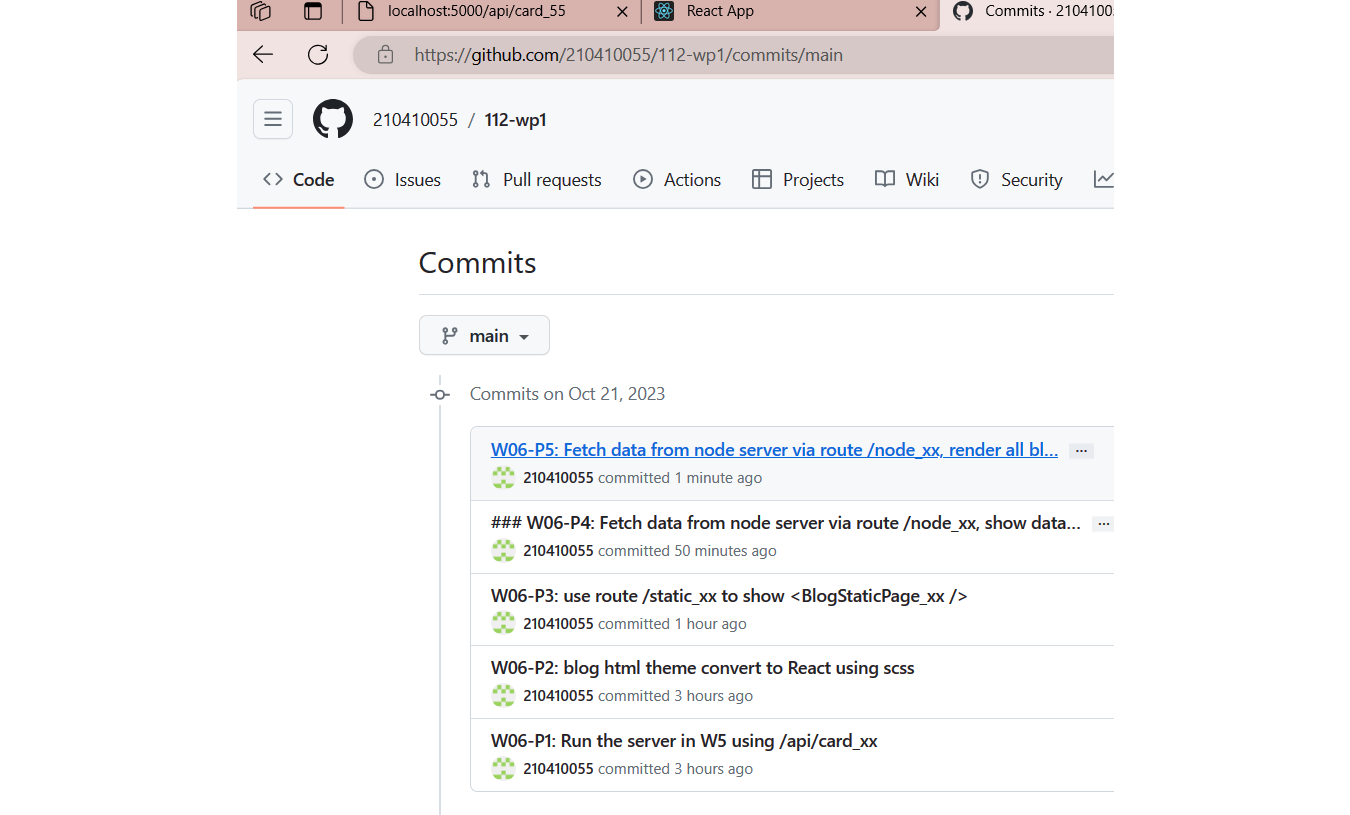 localhost:5000/api/card_55 React App Commits · 2104100
https://github.com/210410055/112-wp1/commits/main
210410055 / 112-wp1
Code Issues Pull requests Actions Projects Wiki Security
Commits
main
Commits on Oct 21, 2023
W06-P5: Fetch data from node server via route /node_xx, render all bl...
210410055 committed 1 minute ago
### W06-P4: Fetch data from node server via route /node_xx, show data...
210410055 committed 50 minutes ago
W06-P3: use route /static_xx to show <BlogStaticPage_xx />
210410055 committed 1 hour ago
W06-P2: blog html theme convert to React using scss
210410055 committed 3 hours ago
W06-P1: Run the server in W5 using /api/card_xx
210410055 committed 3 hours ago